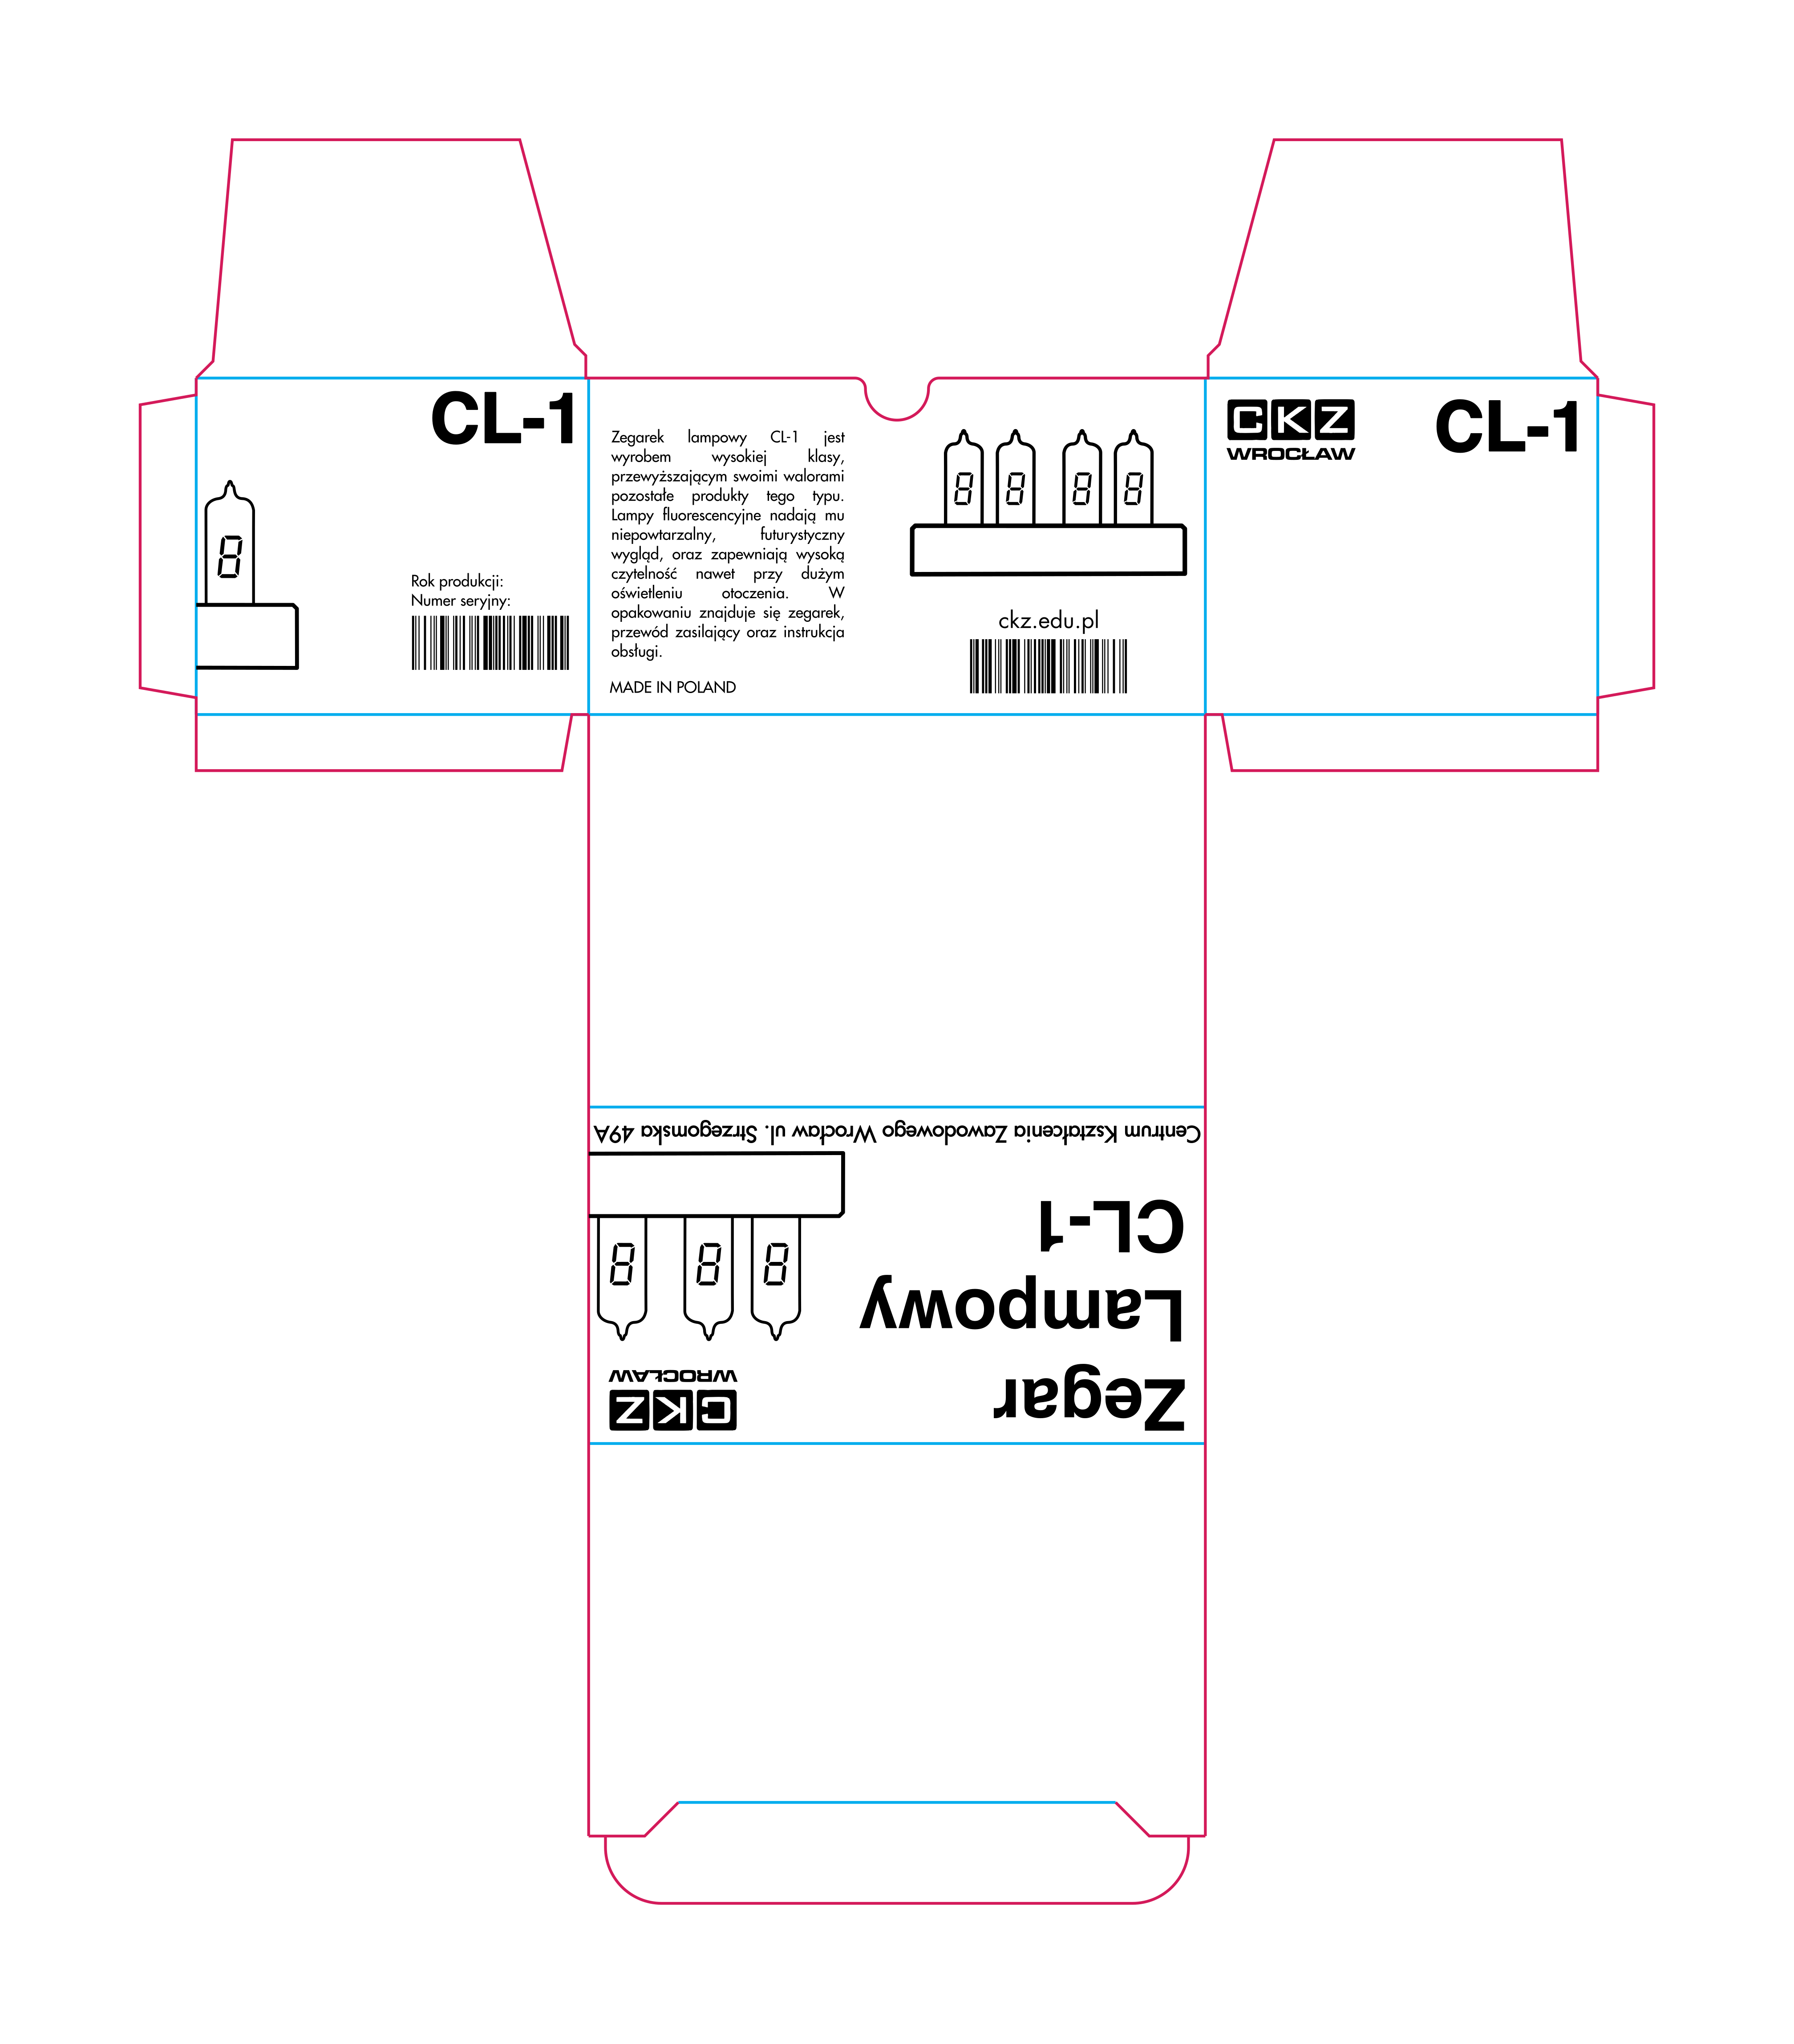 CL-1
Rok produkcji:
Numer seryjny:
Zegarek lampowy CL-1 jest
wyrobem wysokiej klasy,
przewyższającym swoimi walorami
pozostałe produkty tego typu.
Lampy fluorescencyjne nadają mu
niepowtarzalny, futurystyczny
wygląd, oraz zapewniają wysoką
czytelność nawet przy dużym
oświetleniu otoczenia. W
opakowaniu znajduje się zegarek,
przewód zasilający oraz instrukcja
obsługi.
MADE IN POLAND
8 8 8 8
ckz.edu.pl
CKZ
WROCŁAW
CL-1
8
Zegar
Lampowy
CL-1
CKZ
WROCŁAW
8 8 8
Centrum Kształcenia Zawodowego Wrocław ul. Strzegomska 49A